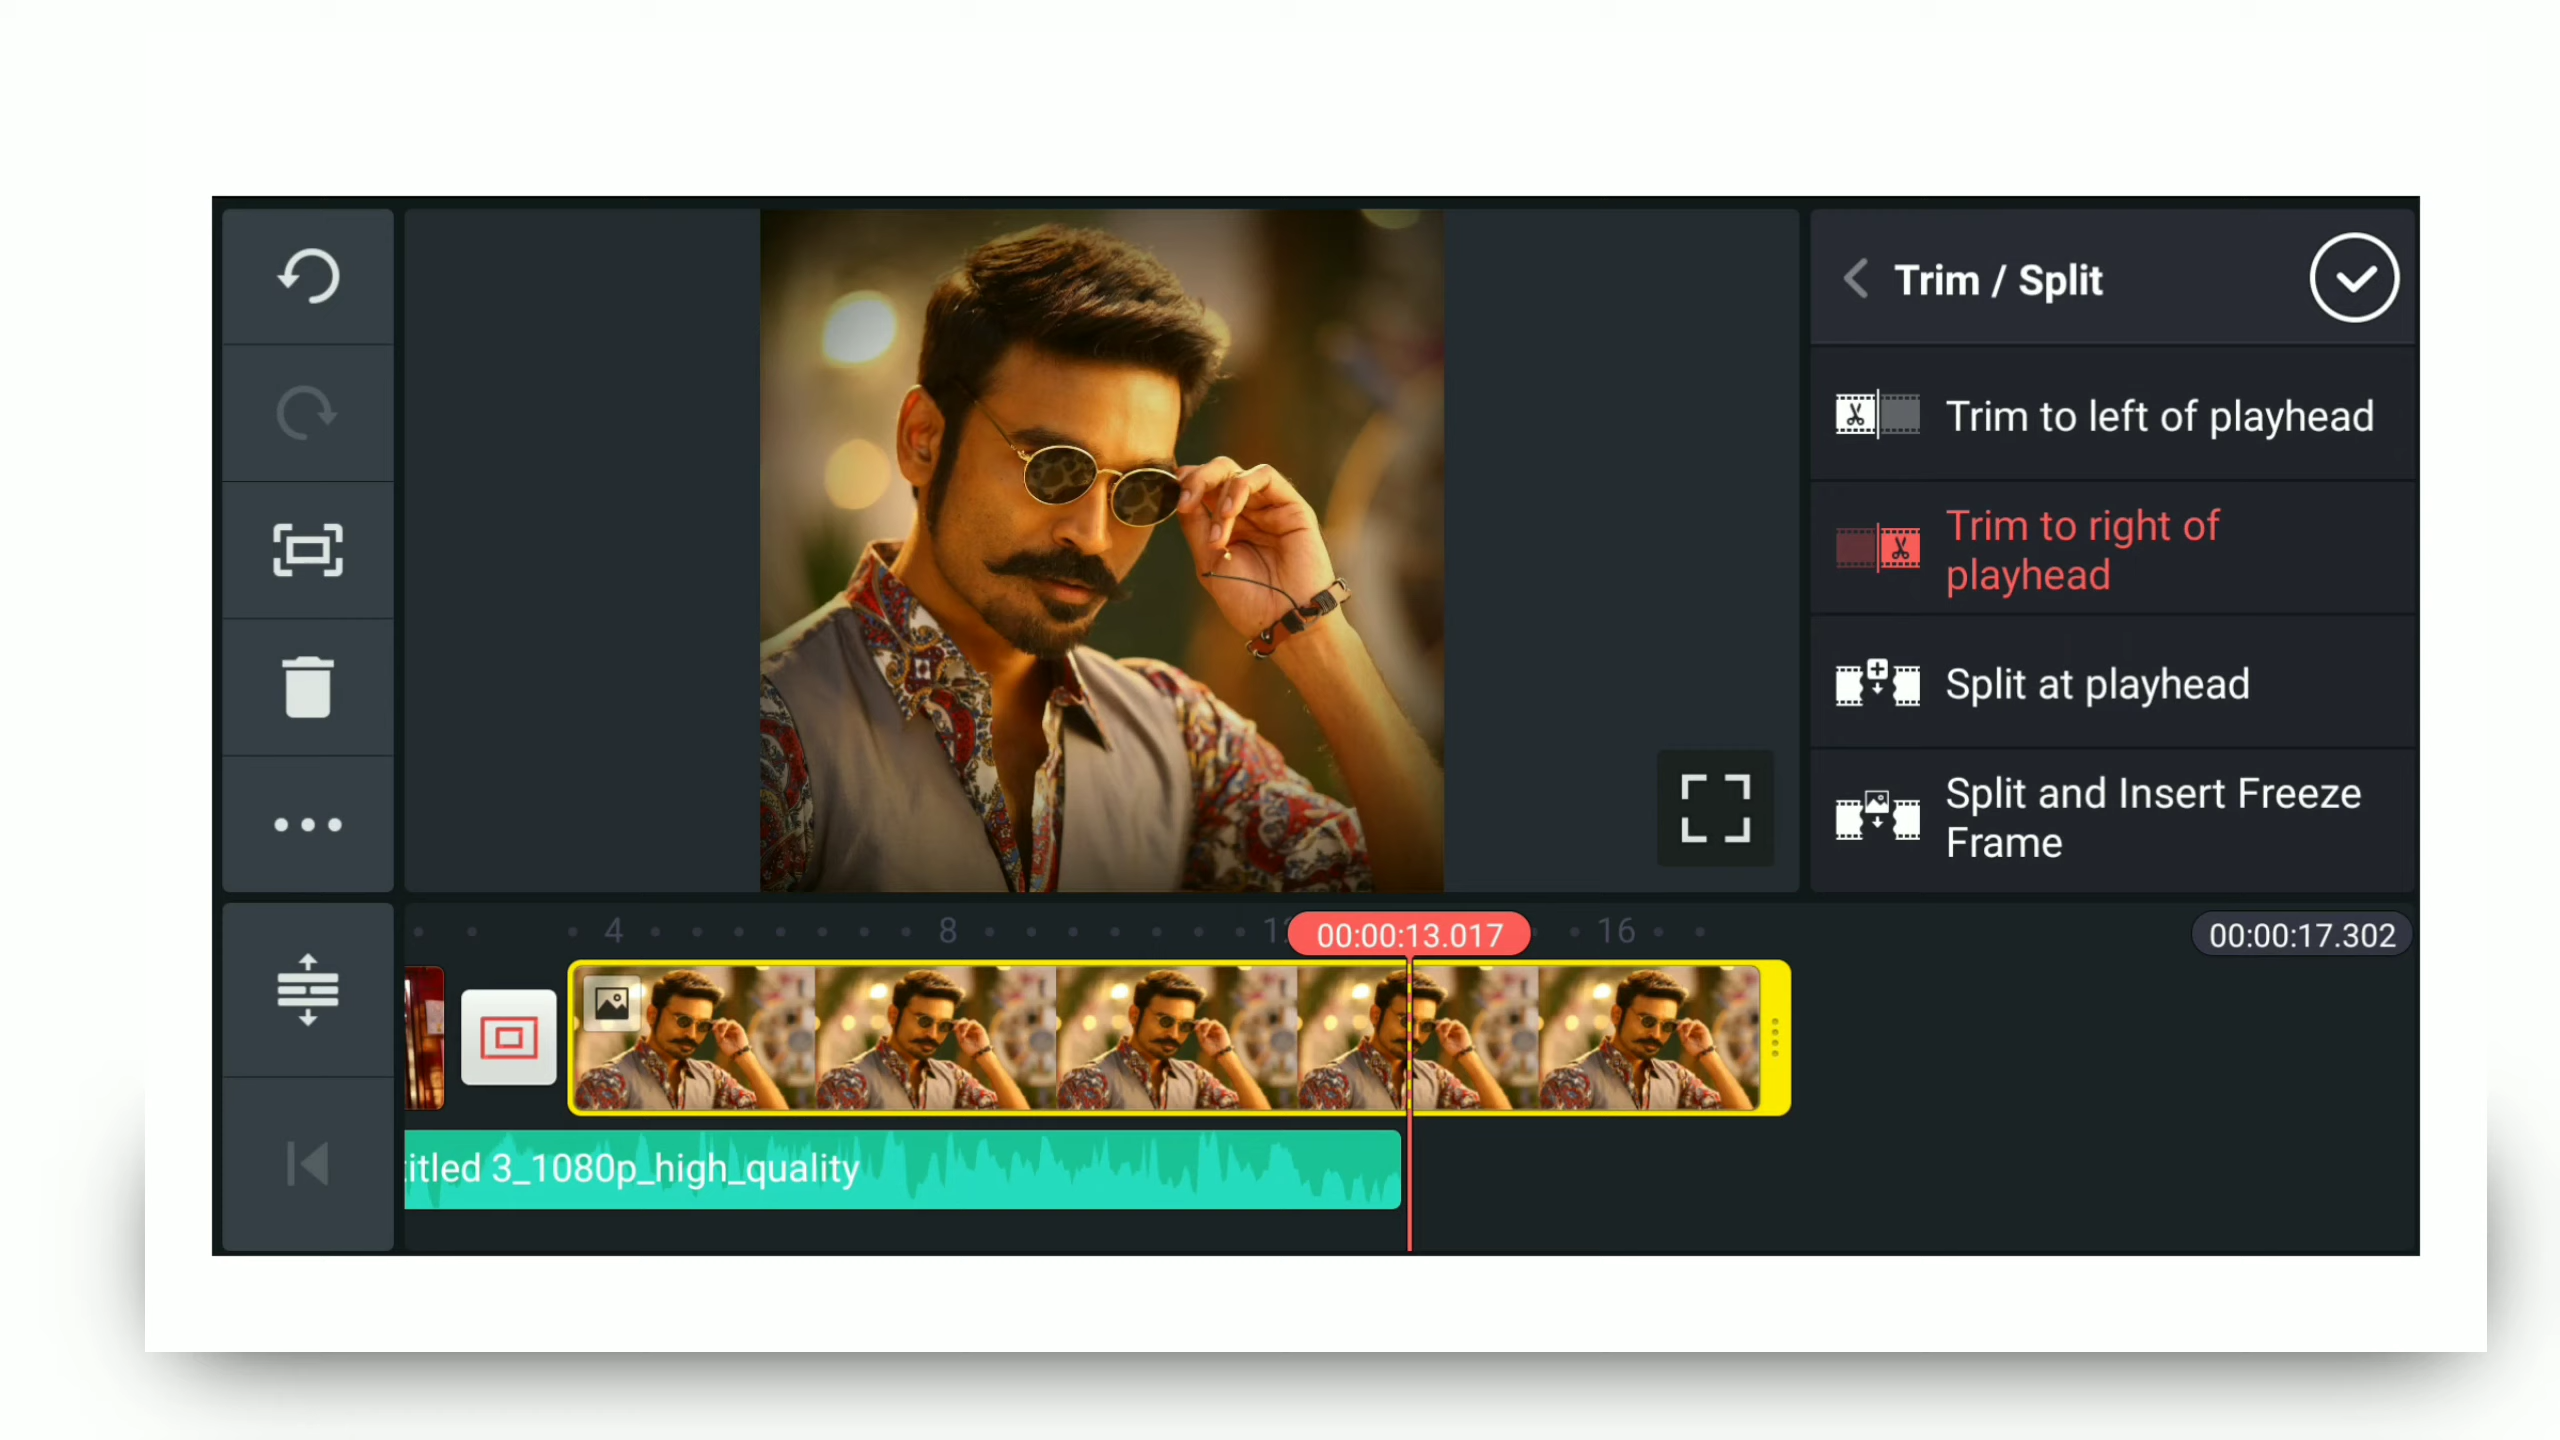 Trim / Split
Trim to left of playhead
Trim to right of
playhead
Split at playhead
Split and Insert Freeze
Frame
4
8
00:00:13.017
16
00:00:17.302
itled 3_1080p_high_quality